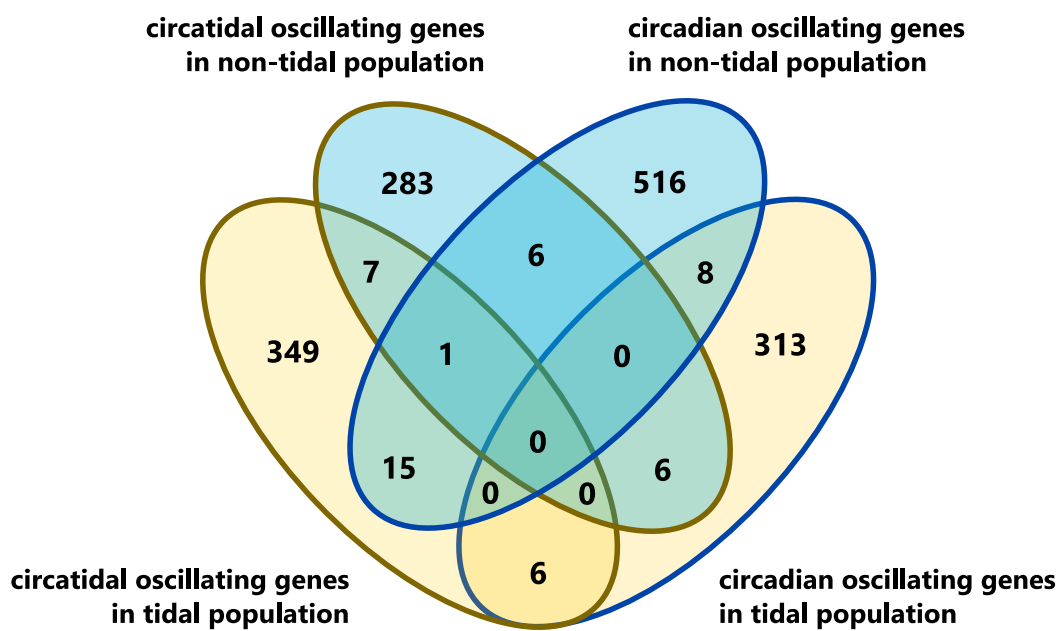 circatidal oscillating genes
in non-tidal population
circadian oscillating genes
in non-tidal population
283
516
6
7
8
349
1
0
313
0
15
6
0
0
6
circatidal oscillating genes
in tidal population
circadian oscillating genes
in tidal population